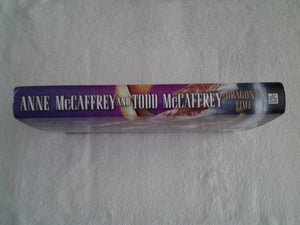 ANNE McCAFFREY AND TODD McCAFFREY
DRAGON'S
TIME